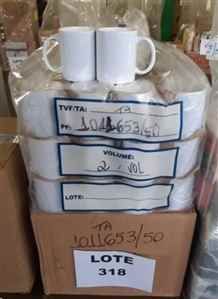 TVF/TA: TA
PF: 1011653/50
VOLUME:
2 VOL
LOTE:
TA
1011653/50
LOTE
318